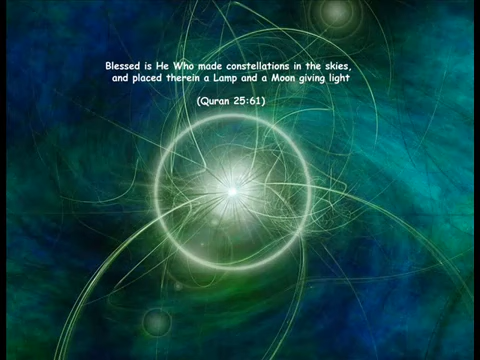 Blessed is He Who made constellations in the skies,
and placed therein a Lamp and a Moon giving light
(Quran 25:61)